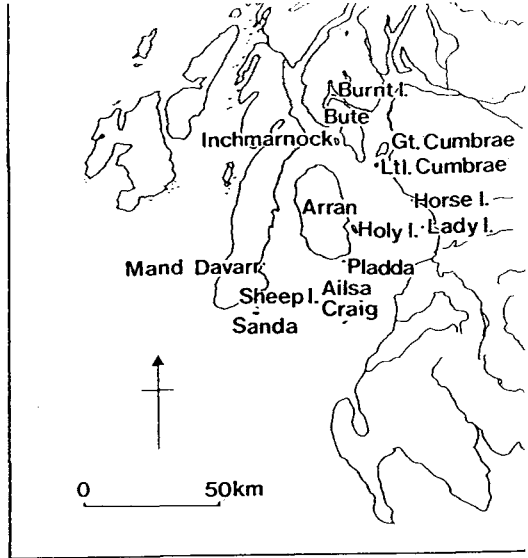 Burnt I.
Bute
Inchmarnock
Gt. Cumbrae
Ltl. Cumbrae
Arran
Horse I.
Holy I.
Lady I.
Mand Davarr
Pladda
Sheep I.
Ailsa
Craig
Sanda
0 50km